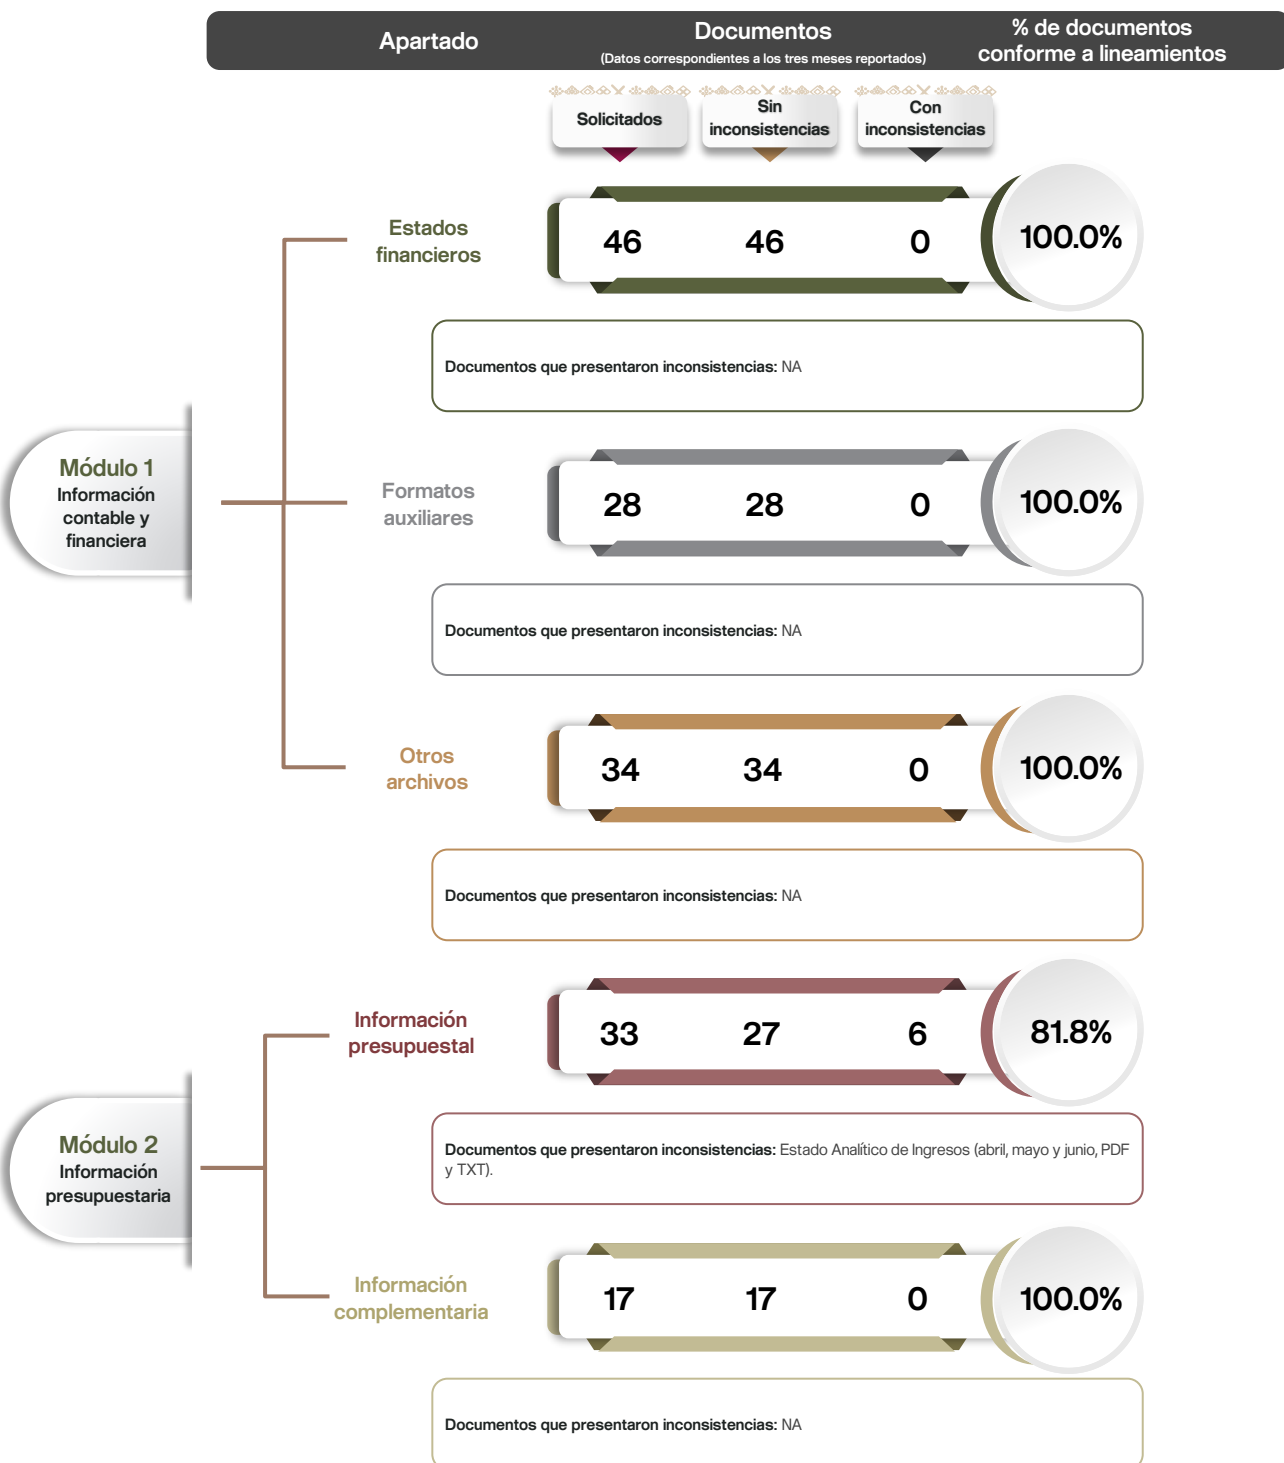 Apartado
Documentos
(Datos correspondientes a los tres meses reportados)
% de documentos
conforme a lineamientos
Solicitados
Sin
inconsistencias
Con
inconsistencias
Módulo 1
Información
contable y
financiera
Estados
financieros
46 46 0 100.0%
Documentos que presentaron inconsistencias: NA
Formatos
auxiliares
28 28 0 100.0%
Documentos que presentaron inconsistencias: NA
Otros
archivos
34 34 0 100.0%
Documentos que presentaron inconsistencias: NA
Módulo 2
Información
presupuestaria
Información
presupuestal
33 27 6 81.8%
Documentos que presentaron inconsistencias: Estado Analítico de Ingresos (abril, mayo y junio, PDF
y TXT).
Información
complementaria
17 17 0 100.0%
Documentos que presentaron inconsistencias: NA